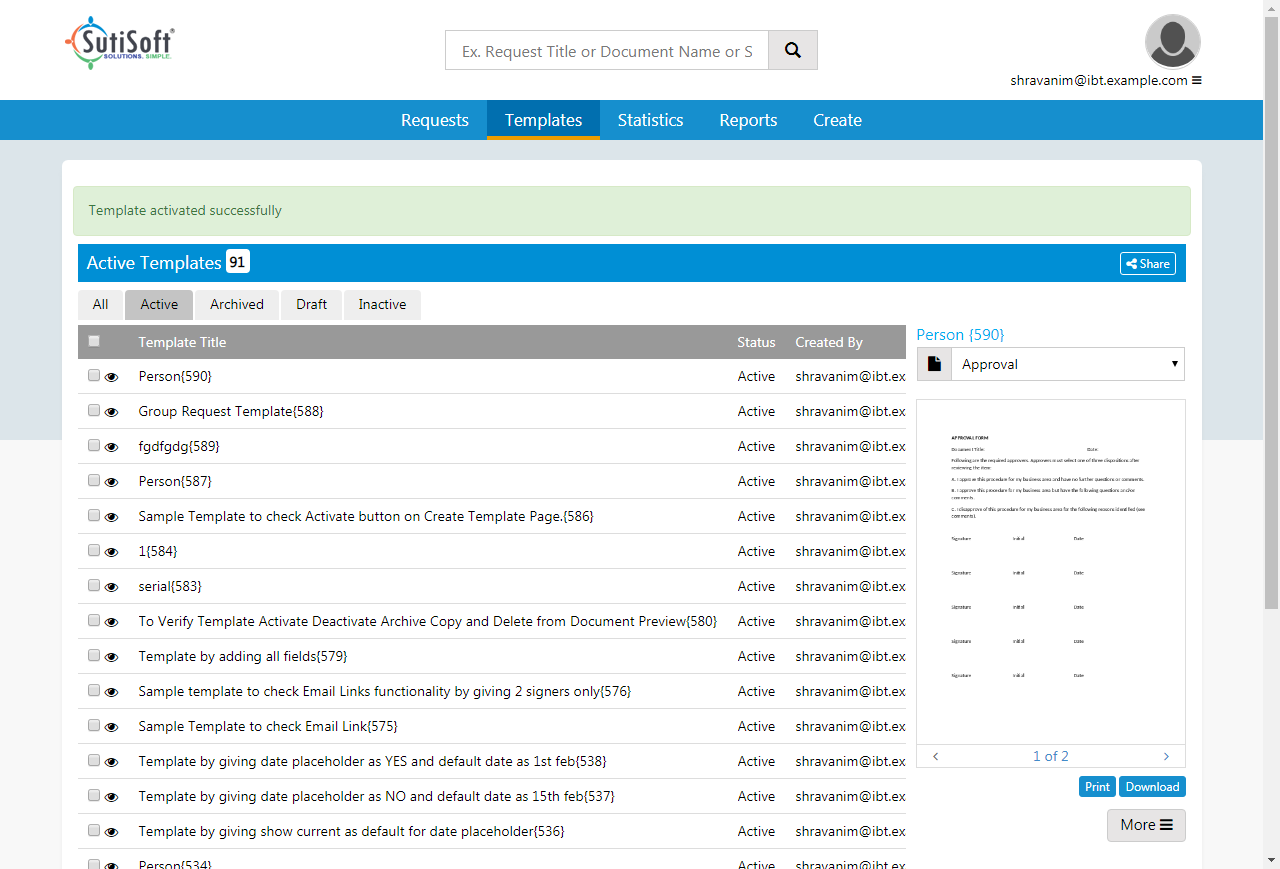 SutiSoft®
SOLUTIONS. SIMPLE.
Ex. Request Title or Document Name or S
shravanim@ibt.example.com
Requests
Templates
Statistics
Reports
Create
Template activated successfully
Active Templates 91
Share
All
Active
Archived
Draft
Inactive
Template Title Status Created By
Person{590} Active shravanim@ibt.ex
Group Request Template{588} Active shravanim@ibt.ex
fgdfgdg{589} Active shravanim@ibt.ex
Person{587} Active shravanim@ibt.ex
Sample Template to check Activate button on Create Template Page.{586} Active shravanim@ibt.ex
1{584} Active shravanim@ibt.ex
serial{583} Active shravanim@ibt.ex
To Verify Template Activate Deactivate Archive Copy and Delete from Document Preview{580} Active shravanim@ibt.ex
Template by adding all fields{579} Active shravanim@ibt.ex
Sample template to check Email Links functionality by giving 2 signers only{576} Active shravanim@ibt.ex
Sample Template to check Email Link{575} Active shravanim@ibt.ex
Template by giving date placeholder as YES and default date as 1st feb{538} Active shravanim@ibt.ex
Template by giving date placeholder as NO and default date as 15th feb{537} Active shravanim@ibt.ex
Template by giving show current as default for date placeholder{536} Active shravanim@ibt.ex
Person{534} Active shravanim@ibt.ex
Person {590}
Approval
APPROVAL FORM
Document Title: Date:
Following are the required approvers. Approvers must select one of three dispositions after
reviewing the item:
A. I approve this procedure for my business area and have no further questions or comments.
B. I approve this procedure for my business area but have the following questions and/or
comments.
C. I disapprove of this procedure for my business area for the following reasons identified (see
comments).
Signature Initial Date
Signature Initial Date
Signature Initial Date
Signature Initial Date
Signature Initial Date
1 of 2
Print
Download
More